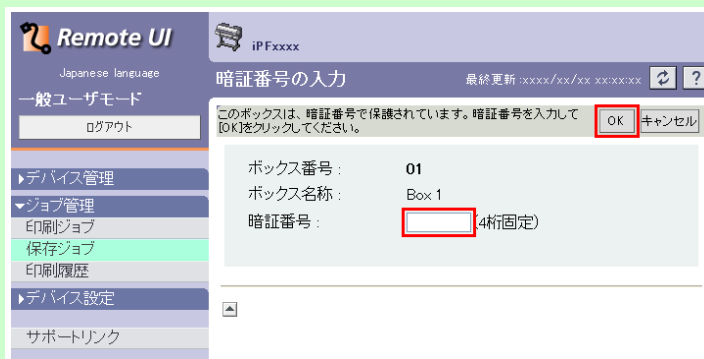 Remote UI
Japanese language
一般ユーザモード
ログアウト
▶デバイス管理
▼ジョブ管理
印刷ジョブ
保存ジョブ
印刷履歴
▶デバイス設定
サポートリンク
iPFxxxx
暗証番号の入力
最終更新:xxxx/xx/xx xx:xx:xx
?
このボックスは、暗証番号で保護されています。暗証番号を入力して
[OK]をクリックしてください。
OK
キャンセル
ボックス番号 : 01
ボックス名称 : Box 1
暗証番号 : (4桁固定)